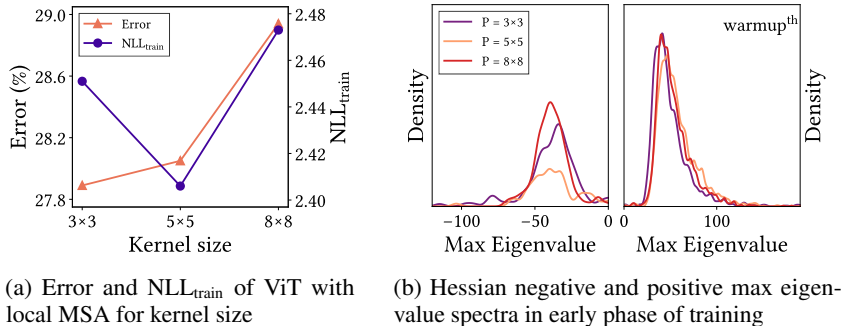 29.0
28.6
28.2
27.8
Error (%)
Error
NLLtrain
2.48
2.46
2.44
2.42
2.40
NLLtrain
3×3
5×5
8×8
Kernel size
(a) Error and NLLtrain of ViT with
local MSA for kernel size
Density
P = 3×3
P = 5×5
P = 8×8
−100
−50
0
Max Eigenvalue
warmupth
0
100
Max Eigenvalue
Density
(b) Hessian negative and positive max eigen-
value spectra in early phase of training